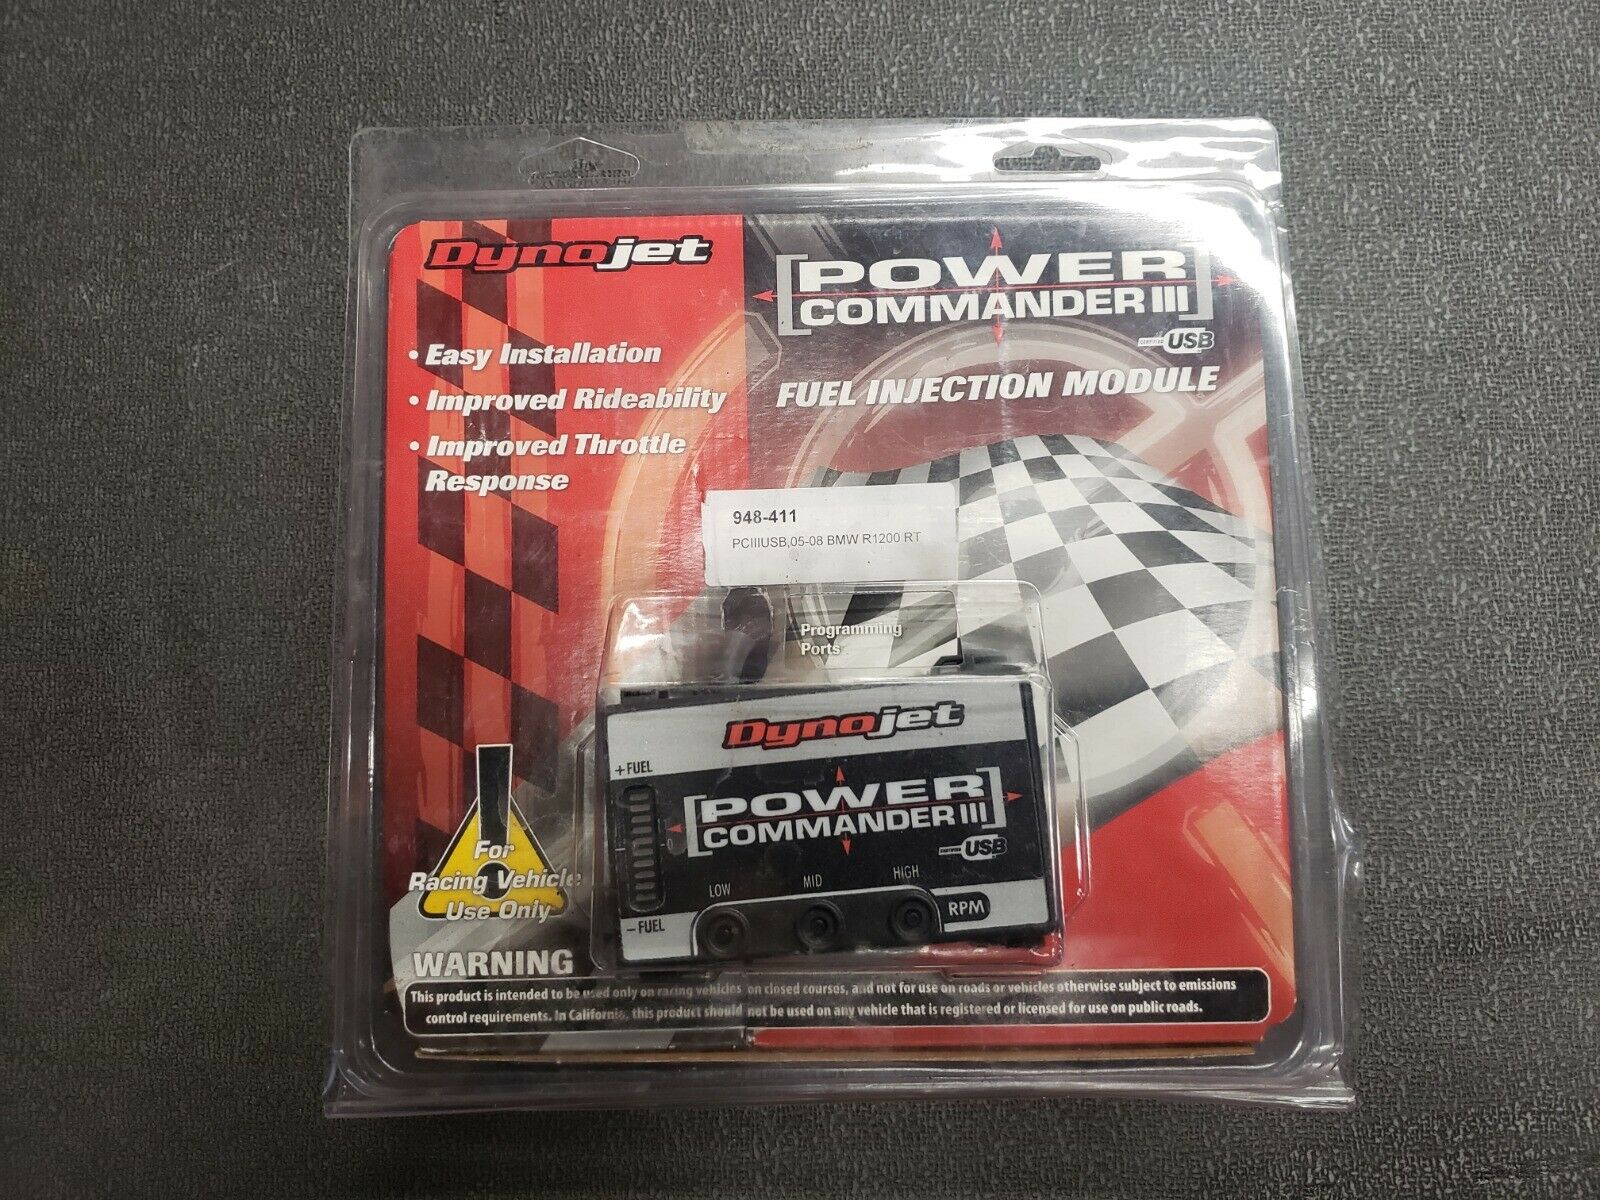 Dynojet
POWER
COMMANDER III
CERTIFIED USB
• Easy Installation
• Improved Rideability
• Improved Throttle
Response
FUEL INJECTION MODULE
948-411
PCIIIUSB,05-08 BMW R1200 RT
Programming
Ports
Dynojet
+ FUEL
POWER
COMMANDER III
CERTIFIED USB
LOW MID HIGH
RPM
- FUEL
For
Racing Vehicle
Use Only
WARNING
This product is intended to be used only on racing vehicles on closed courses, and not for use on roads or vehicles otherwise subject to emissions
control requirements. In California, this product should not be used on any vehicle that is registered or licensed for use on public roads.